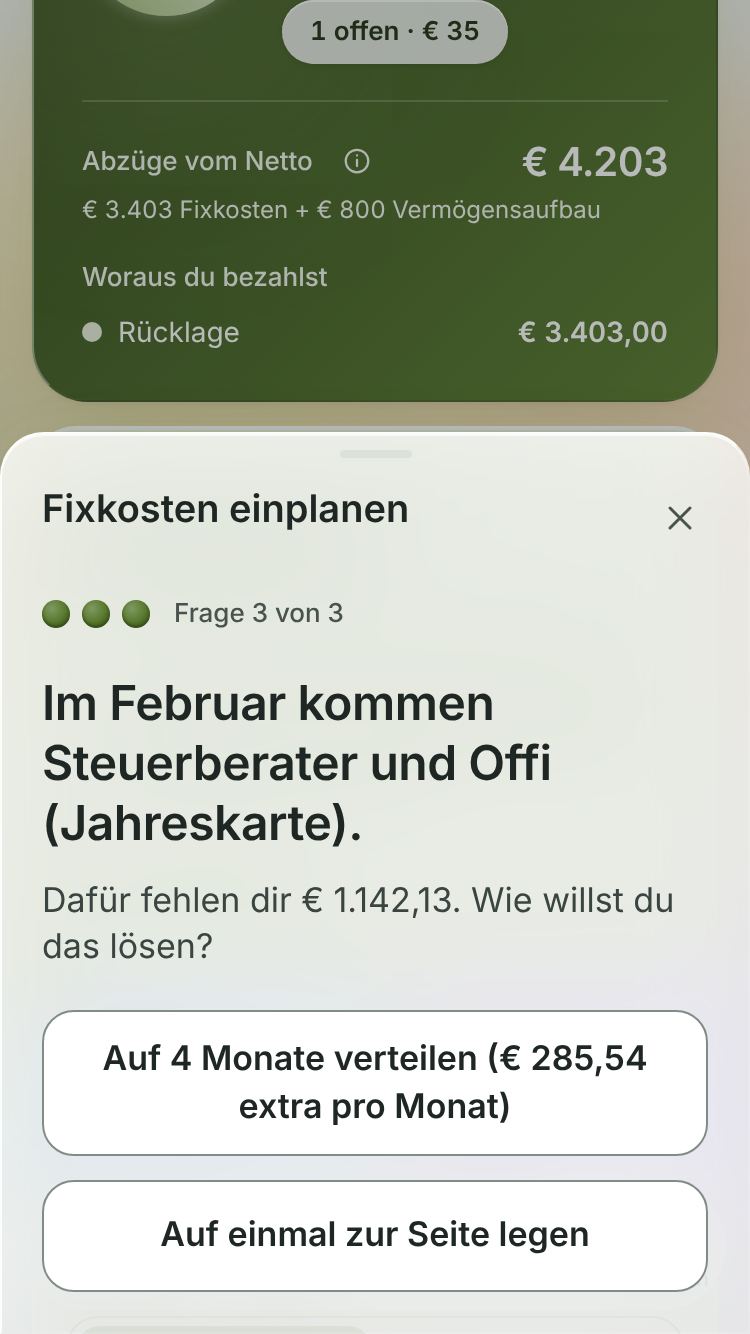 1 offen · € 35
Abzüge vom Netto
€ 4.203
€ 3.403 Fixkosten + € 800 Vermögensaufbau
Woraus du bezahlst
Rücklage
€ 3.403,00
Fixkosten einplanen
Frage 3 von 3
Im Februar kommen
Steuerberater und Offi
(Jahreskarte).
Dafür fehlen dir € 1.142,13. Wie willst du
das lösen?
Auf 4 Monate verteilen (€ 285,54
extra pro Monat)
Auf einmal zur Seite legen